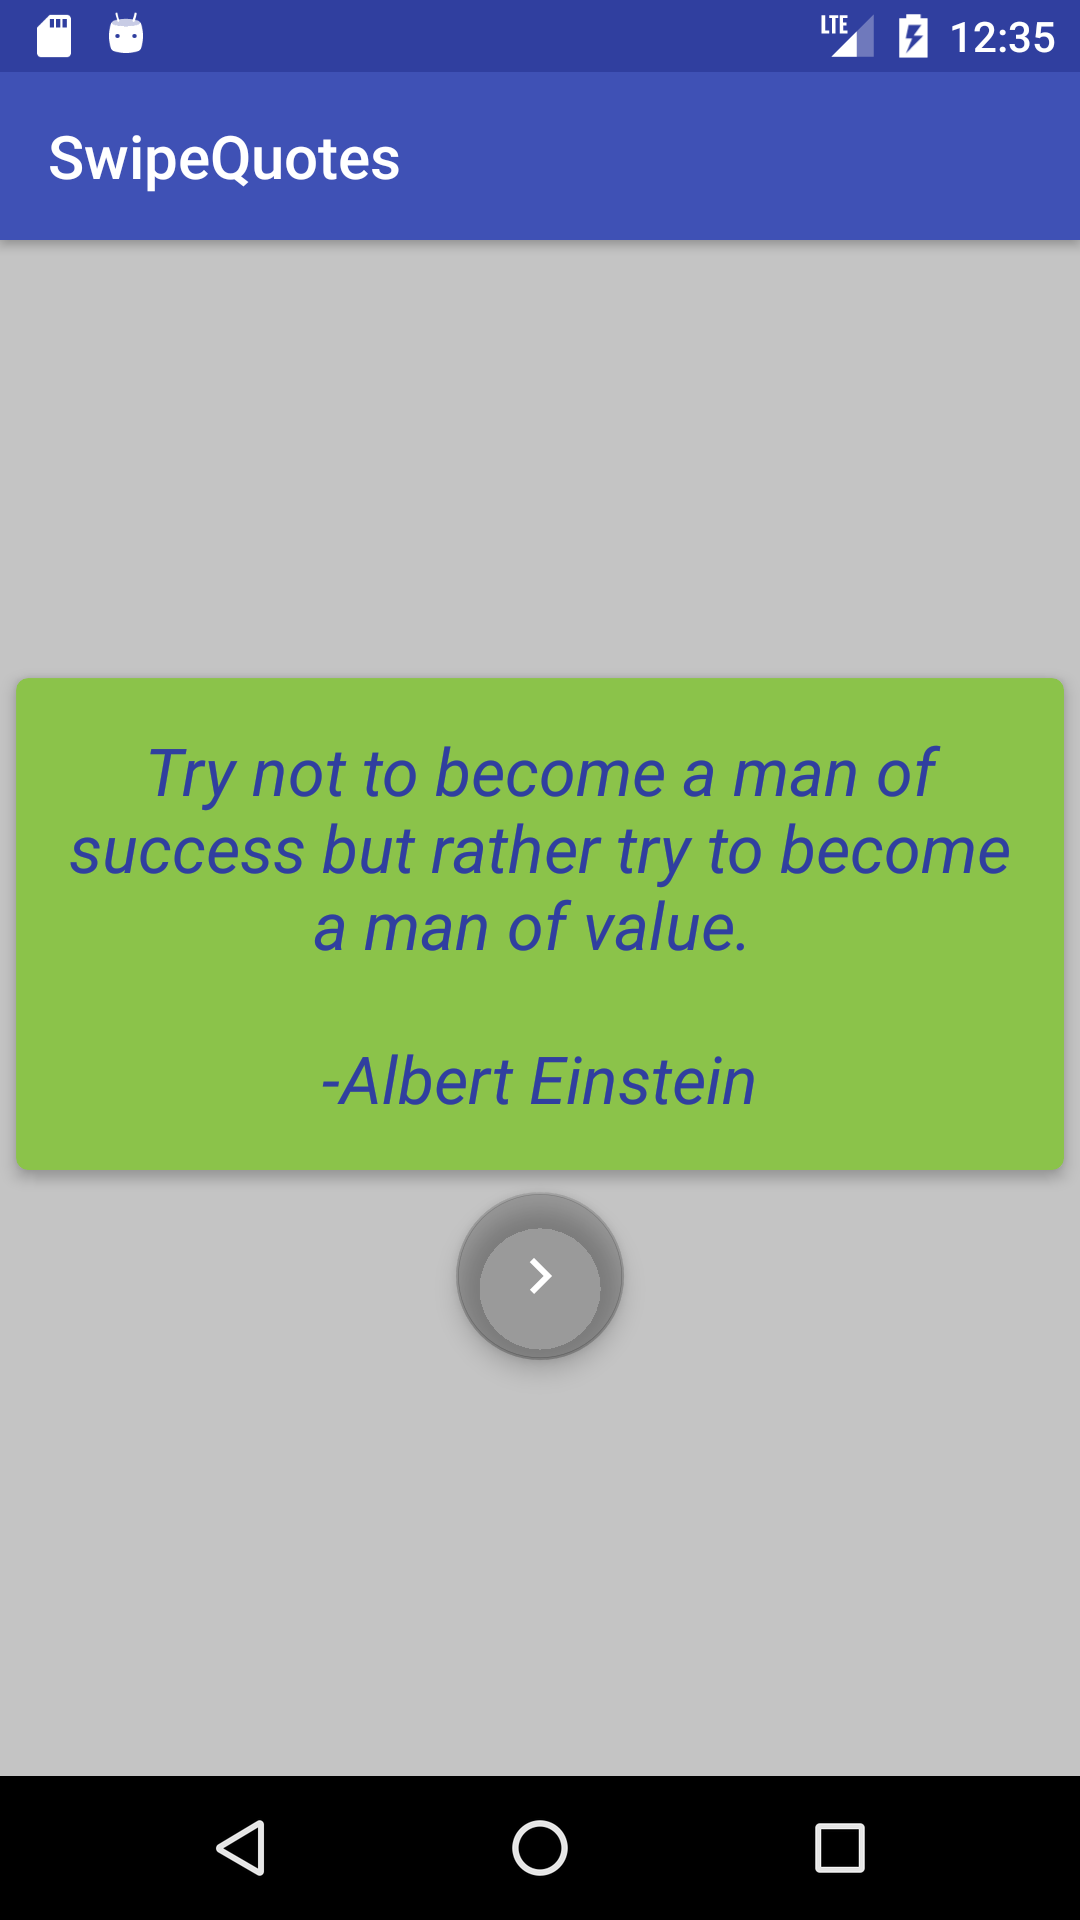 LTE 12:35
SwipeQuotes
Try not to become a man of
success but rather try to become
a man of value.
-Albert Einstein